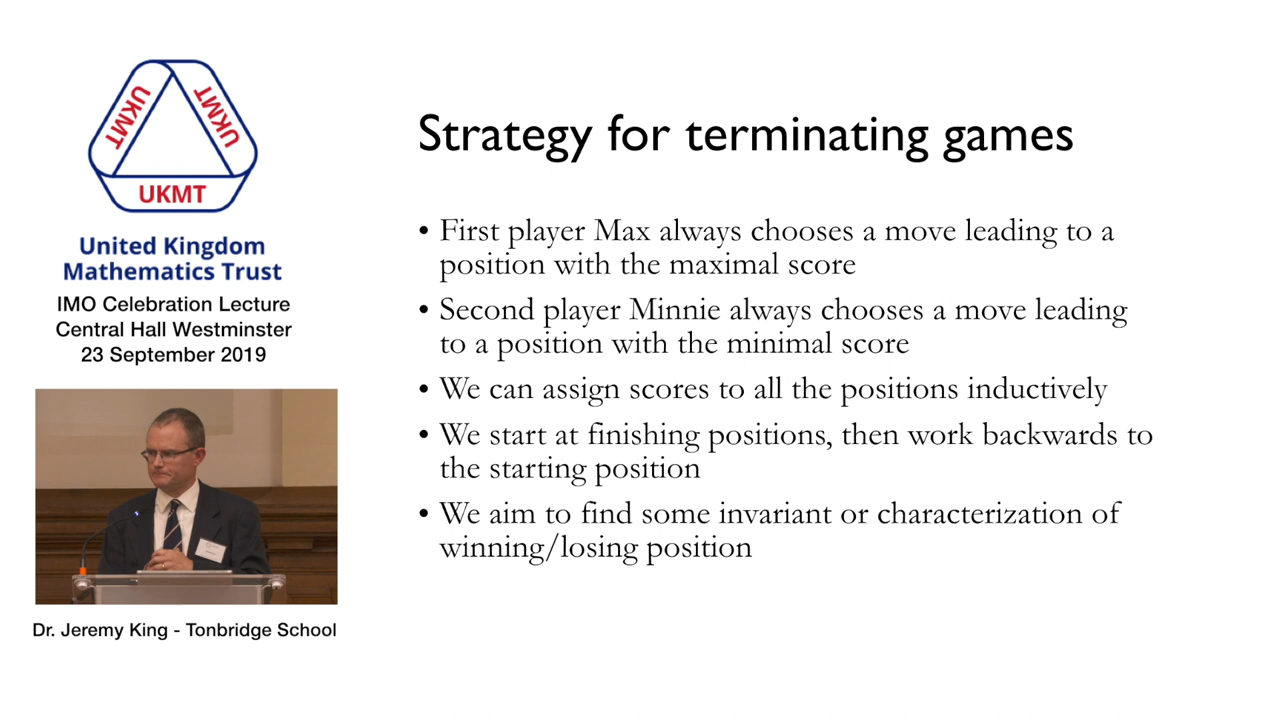 UKMT
UKMT
UKMT
United Kingdom
Mathematics Trust
IMO Celebration Lecture
Central Hall Westminster
23 September 2019
Dr. Jeremy King - Tonbridge School
Strategy for terminating games
• First player Max always chooses a move leading to a
position with the maximal score
• Second player Minnie always chooses a move leading
to a position with the minimal score
• We can assign scores to all the positions inductively
• We start at finishing positions, then work backwards to
the starting position
• We aim to find some invariant or characterization of
winning/losing position